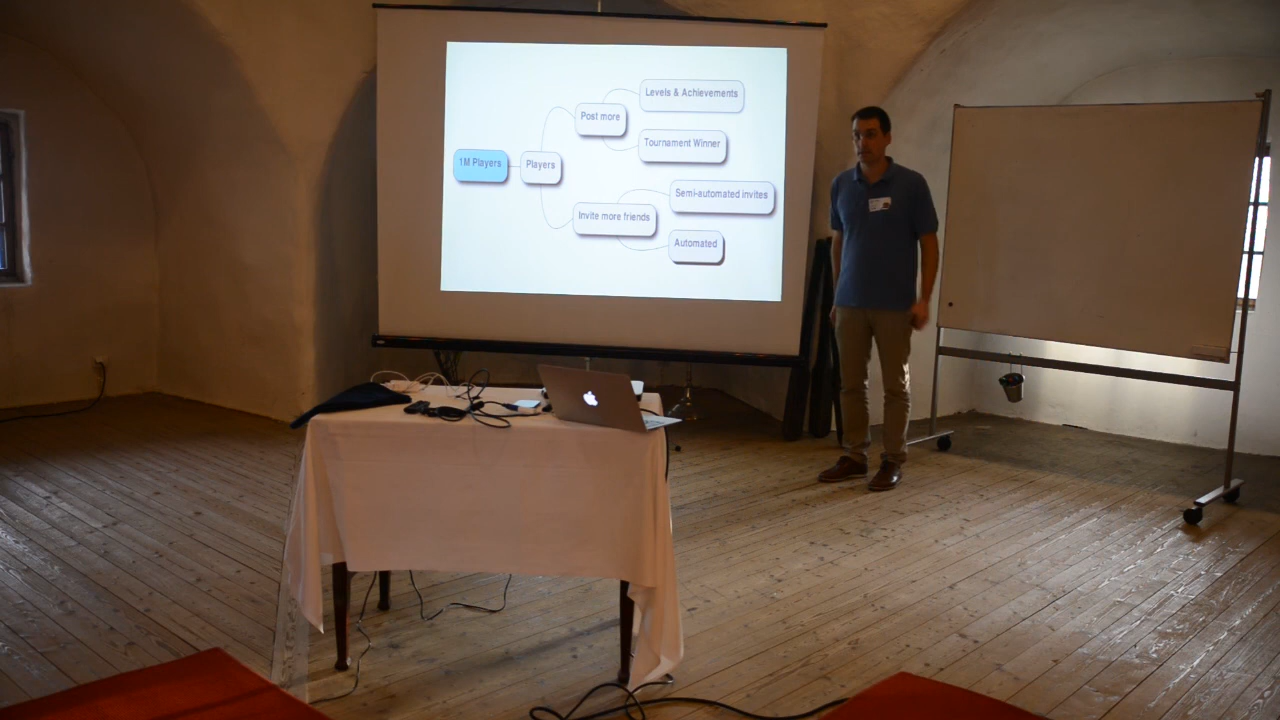 Levels & Achievements
Post more
Tournament Winner
1M Players
Players
Semi-automated invites
Invite more friends
Automated